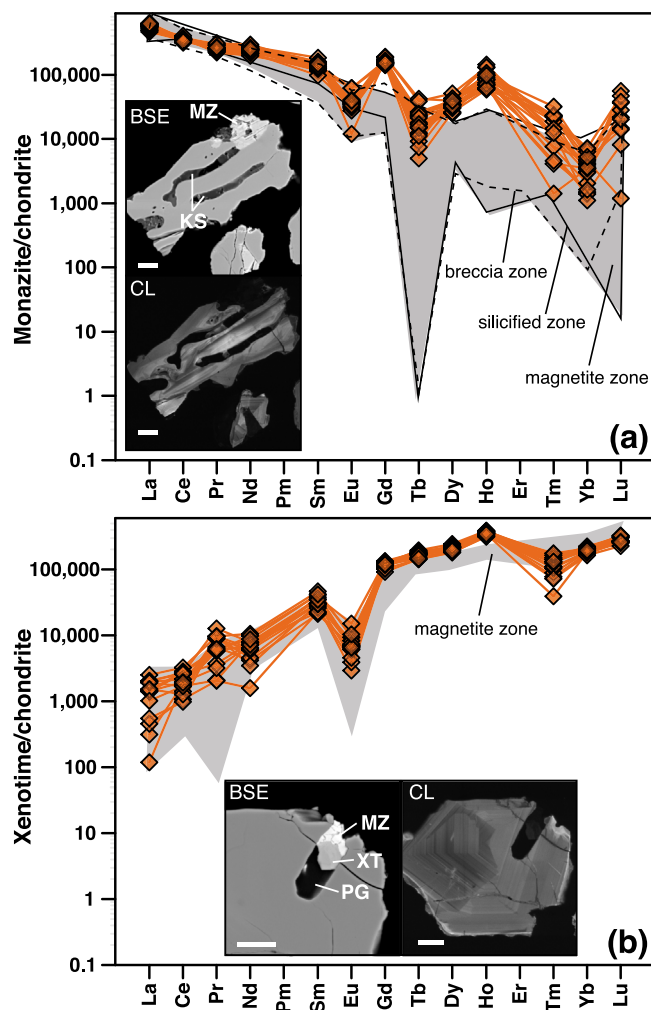 Monazite/chondrite
100,000
10,000
1,000
100
10
1
0.1
BSE
MZ
KS
CL
breccia zone
silicified zone
magnetite zone
(a)
La Ce Pr Nd Pm Sm Eu Gd Tb Dy Ho Er Tm Yb Lu
Xenotime/chondrite
100,000
10,000
1,000
100
10
1
0.1
magnetite zone
BSE
MZ
XT
PG
CL
(b)
La Ce Pr Nd Pm Sm Eu Gd Tb Dy Ho Er Tm Yb Lu